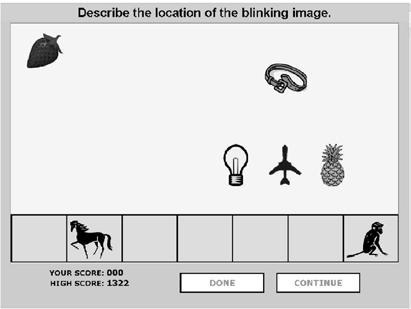 Describe the location of the blinking image.
YOUR SCORE: 000
HIGH SCORE: 1322
DONE
CONTINUE